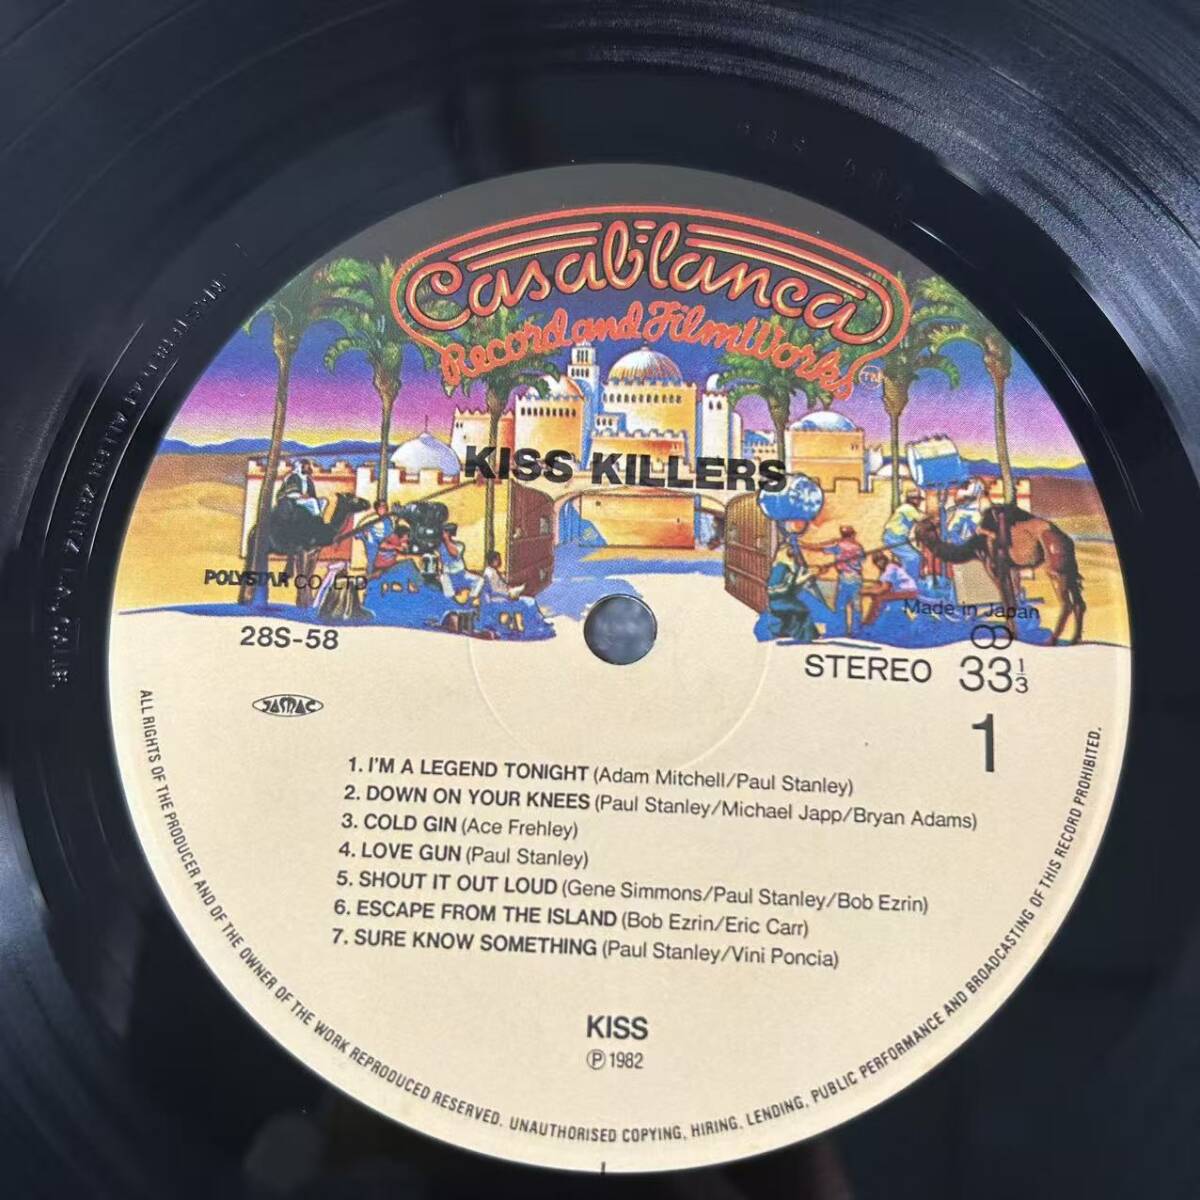 Casablanca
Record and FilmWorks
TM
KISS KILLERS
POLYSTAR CO., LTD
28S-58
JASRAC
Made in Japan
STEREO 33 1/3
1
1. I'M A LEGEND TONIGHT (Adam Mitchell/Paul Stanley)
2. DOWN ON YOUR KNEES (Paul Stanley/Michael Japp/Bryan Adams)
3. COLD GIN (Ace Frehley)
4. LOVE GUN (Paul Stanley)
5. SHOUT IT OUT LOUD (Gene Simmons/Paul Stanley/Bob Ezrin)
6. ESCAPE FROM THE ISLAND (Bob Ezrin/Eric Carr)
7. SURE KNOW SOMETHING (Paul Stanley/Vini Poncia)
KISS
Ⓟ1982
ALL RIGHTS OF THE PRODUCER AND OF THE OWNER OF THE WORK REPRODUCED RESERVED. UNAUTHORISED COPYING, HIRING, LENDING, PUBLIC PERFORMANCE AND BROADCASTING OF THIS RECORD PROHIBITED.